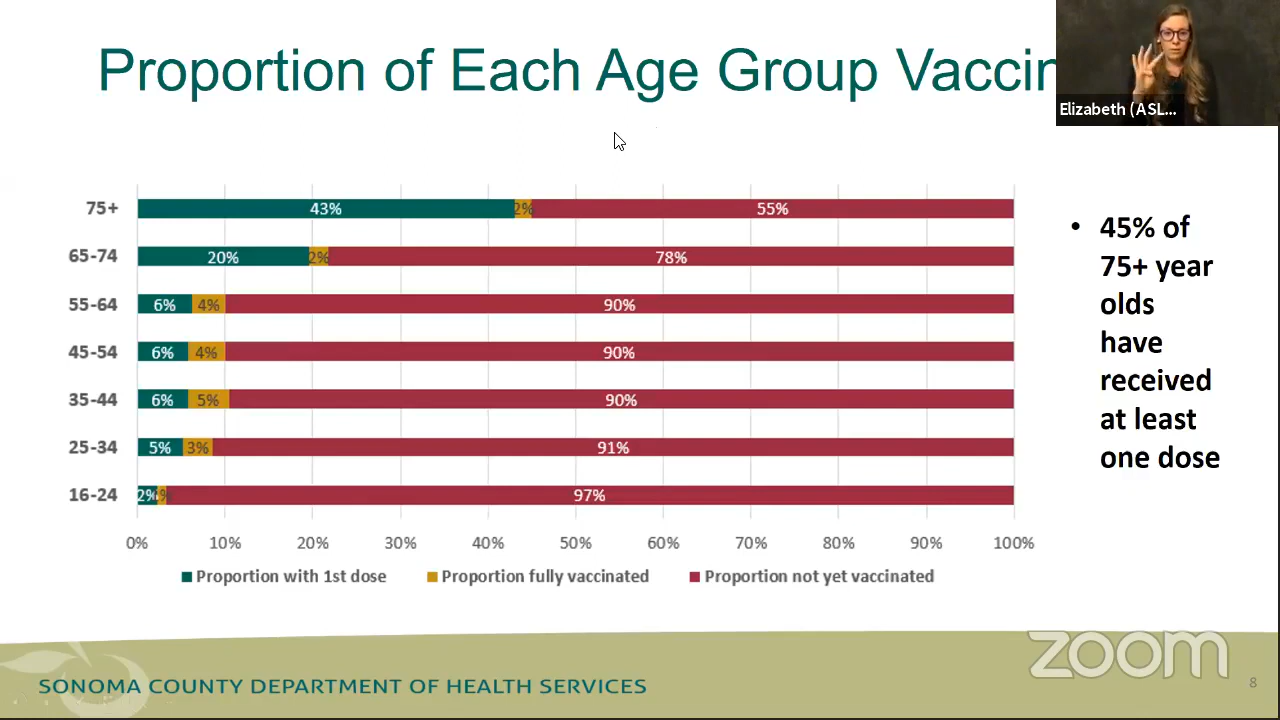 Proportion of Each Age Group Vaccin
Elizabeth (ASL...
75+ 43% 2% 55%
65-74 20% 2% 78%
55-64 6% 4% 90%
45-54 6% 4% 90%
35-44 6% 5% 90%
25-34 5% 3% 91%
16-24 2% % 97%
0% 10% 20% 30% 40% 50% 60% 70% 80% 90% 100%
Proportion with 1st dose Proportion fully vaccinated Proportion not yet vaccinated
• 45% of
75+ year
olds
have
received
at least
one dose
zoom
SONOMA COUNTY DEPARTMENT OF HEALTH SERVICES
8